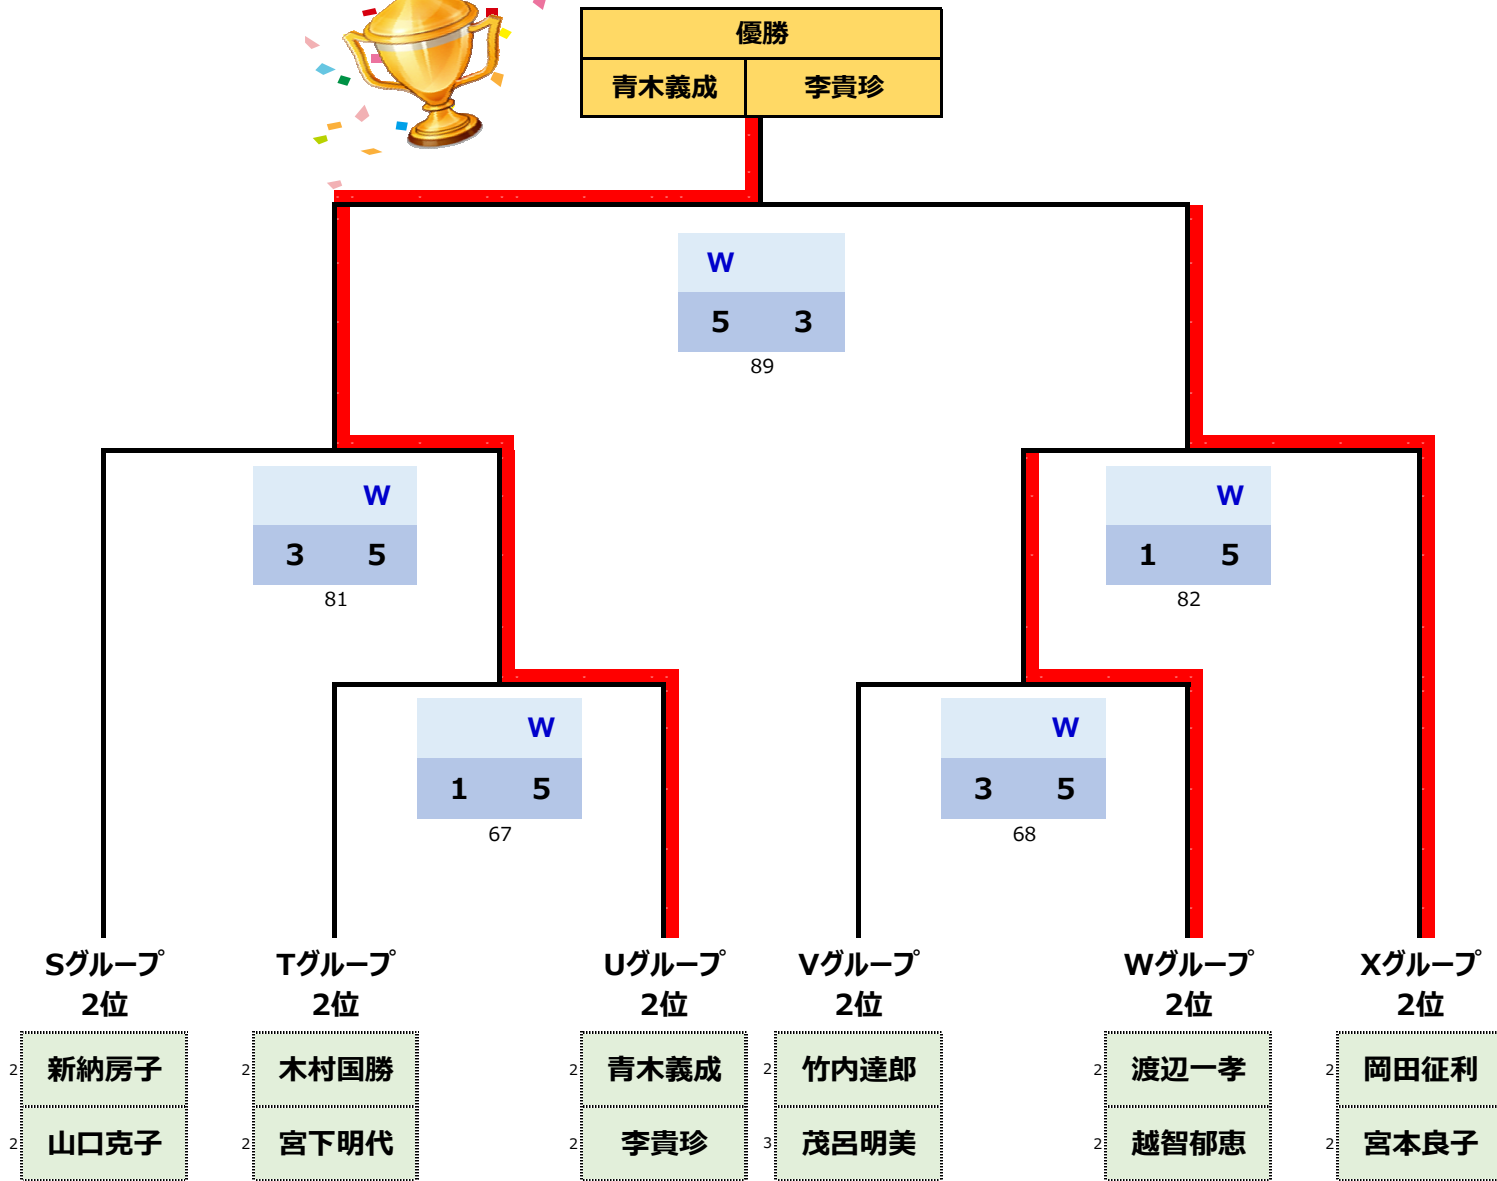 優勝
青木義成 李貴珍
W
5 3
89
W
3 5
81
W
1 5
82
W
1 5
67
W
3 5
68
Sグループ Tグループ Uグループ Vグループ Wグループ Xグループ
2位 2位 2位 2位 2位 2位
2 新納房子 2 木村国勝 2 青木義成 2 竹内達郎 2 渡辺一孝 2 岡田征利
2 山口克子 2 宮下明代 2 李貴珍 3 茂呂明美 2 越智郁恵 2 宮本良子